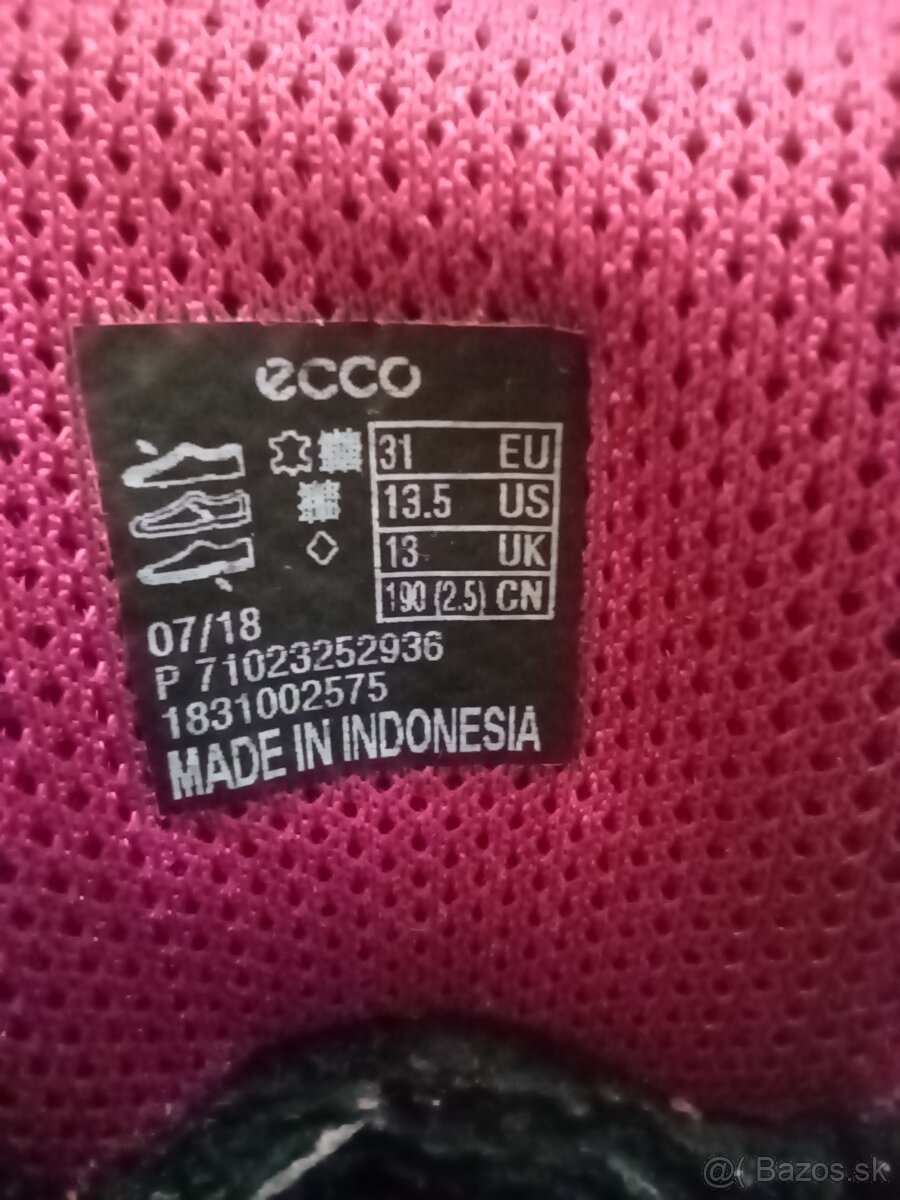 ecco
31 EU
13.5 US
13 UK
190 (2.5) CN
07/18
P 71023252936
1831002575
MADE IN INDONESIA
@ Bazos.sk